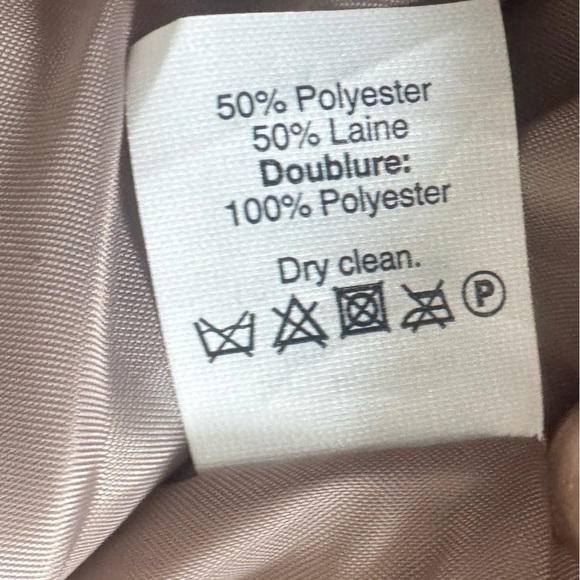 50% Polyester
50% Laine
Doublure:
100% Polyester
Dry clean.
P